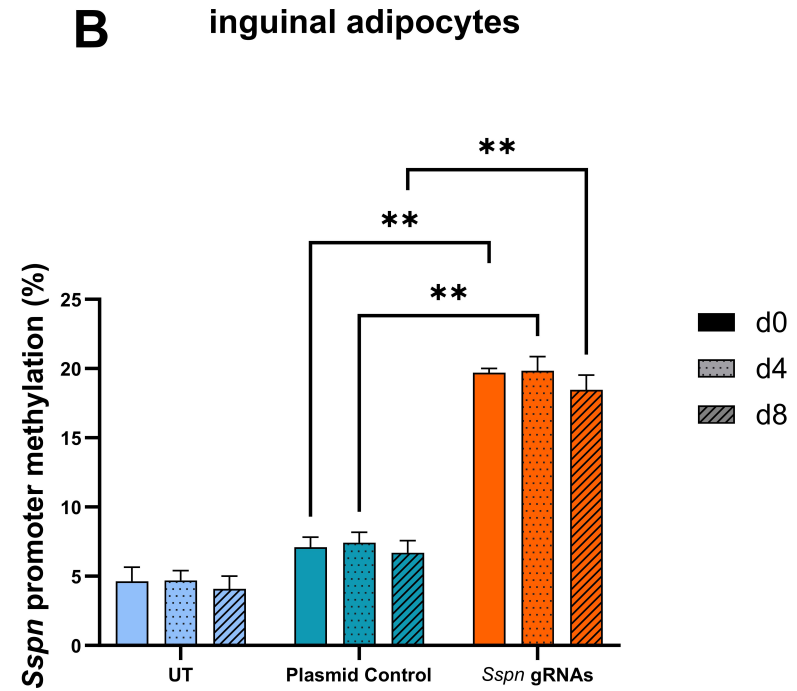 B
inguinal adipocytes
**
**
**
Sspn promoter methylation (%)
25
20
15
10
5
0
UT
Plasmid Control
Sspn gRNAs
d0
d4
d8